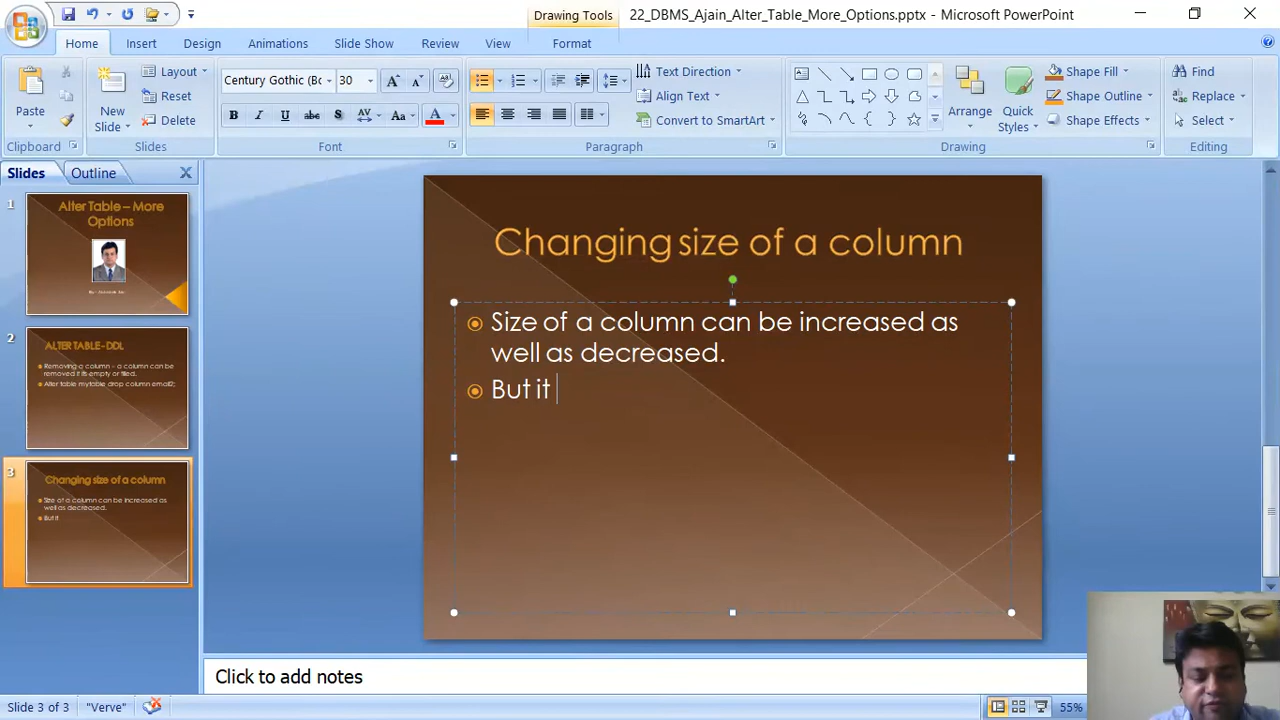 Drawing Tools
22_DBMS_Ajain_Alter_Table_More_Options.pptx - Microsoft PowerPoint
Home
Insert
Design
Animations
Slide Show
Review
View
Format
Paste
New Slide
Layout
Reset
Delete
Century Gothic (Bo
30
B I U abc S AV Aa A
Text Direction
Align Text
Convert to SmartArt
Arrange
Quick Styles
Shape Fill
Shape Outline
Shape Effects
Find
Replace
Select
Clipboard
Slides
Font
Paragraph
Drawing
Editing
Slides
Outline
1
Alter Table – More
Options
2
ALTER TABLE - DDL
Removing a column – a column can be
removed if its empty or filled.
Alter table mytable drop column email2;
3
Changing size of a column
Size of a column can be increased as
well as decreased.
But it
Changing size of a column
Size of a column can be increased as
well as decreased.
But it
Click to add notes
Slide 3 of 3
"Verve"
55%